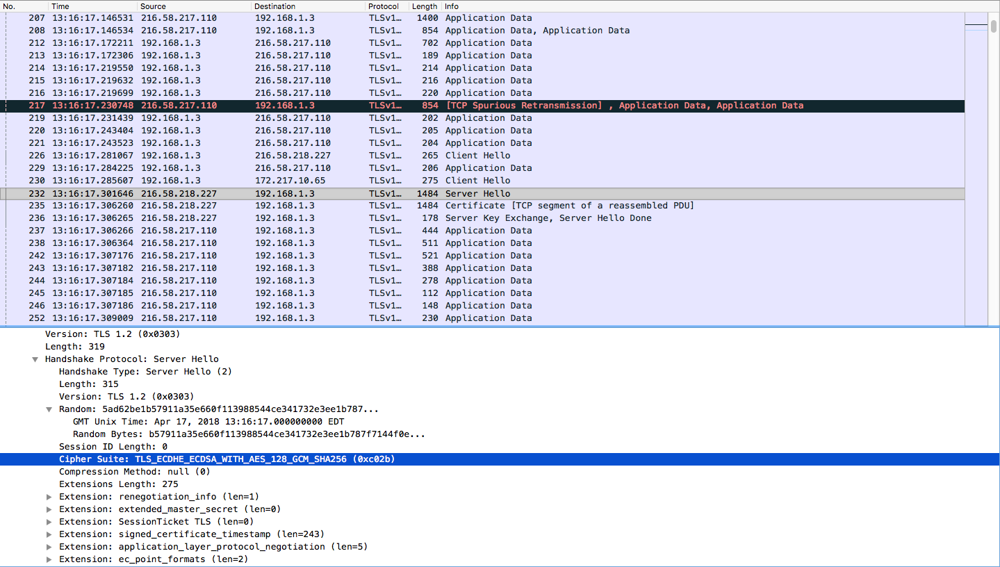 No. Time Source Destination Protocol Length Info
207 13:16:17.146531 216.58.217.110 192.168.1.3 TLSv1… 1400 Application Data
208 13:16:17.146534 216.58.217.110 192.168.1.3 TLSv1… 854 Application Data, Application Data
212 13:16:17.172211 192.168.1.3 216.58.217.110 TLSv1… 702 Application Data
213 13:16:17.172306 192.168.1.3 216.58.217.110 TLSv1… 189 Application Data
214 13:16:17.219550 192.168.1.3 216.58.217.110 TLSv1… 214 Application Data
215 13:16:17.219632 192.168.1.3 216.58.217.110 TLSv1… 216 Application Data
216 13:16:17.219699 192.168.1.3 216.58.217.110 TLSv1… 220 Application Data
217 13:16:17.230748 216.58.217.110 192.168.1.3 TLSv1… 854 [TCP Spurious Retransmission] , Application Data, Application Data
219 13:16:17.231439 192.168.1.3 216.58.217.110 TLSv1… 202 Application Data
220 13:16:17.243404 192.168.1.3 216.58.217.110 TLSv1… 205 Application Data
221 13:16:17.243523 192.168.1.3 216.58.217.110 TLSv1… 204 Application Data
226 13:16:17.281067 192.168.1.3 216.58.218.227 TLSv1… 265 Client Hello
229 13:16:17.284225 192.168.1.3 216.58.217.110 TLSv1… 206 Application Data
230 13:16:17.285607 192.168.1.3 172.217.10.65 TLSv1… 275 Client Hello
232 13:16:17.301646 216.58.218.227 192.168.1.3 TLSv1… 1484 Server Hello
235 13:16:17.306260 216.58.218.227 192.168.1.3 TLSv1… 1484 Certificate [TCP segment of a reassembled PDU]
236 13:16:17.306265 216.58.218.227 192.168.1.3 TLSv1… 178 Server Key Exchange, Server Hello Done
237 13:16:17.306266 216.58.217.110 192.168.1.3 TLSv1… 444 Application Data
238 13:16:17.306364 216.58.217.110 192.168.1.3 TLSv1… 511 Application Data
242 13:16:17.307176 216.58.217.110 192.168.1.3 TLSv1… 521 Application Data
243 13:16:17.307182 216.58.217.110 192.168.1.3 TLSv1… 388 Application Data
244 13:16:17.307184 216.58.217.110 192.168.1.3 TLSv1… 278 Application Data
245 13:16:17.307185 216.58.217.110 192.168.1.3 TLSv1… 112 Application Data
246 13:16:17.307186 216.58.217.110 192.168.1.3 TLSv1… 148 Application Data
252 13:16:17.309009 216.58.217.110 192.168.1.3 TLSv1… 230 Application Data
Version: TLS 1.2 (0x0303)
Length: 319
Handshake Protocol: Server Hello
Handshake Type: Server Hello (2)
Length: 315
Version: TLS 1.2 (0x0303)
Random: 5ad62be1b57911a35e660f113988544ce341732e3ee1b787...
GMT Unix Time: Apr 17, 2018 13:16:17.000000000 EDT
Random Bytes: b57911a35e660f113988544ce341732e3ee1b787f7144f0e...
Session ID Length: 0
Cipher Suite: TLS_ECDHE_ECDSA_WITH_AES_128_GCM_SHA256 (0xc02b)
Compression Method: null (0)
Extensions Length: 275
Extension: renegotiation_info (len=1)
Extension: extended_master_secret (len=0)
Extension: SessionTicket TLS (len=0)
Extension: signed_certificate_timestamp (len=243)
Extension: application_layer_protocol_negotiation (len=5)
Extension: ec_point_formats (len=2)